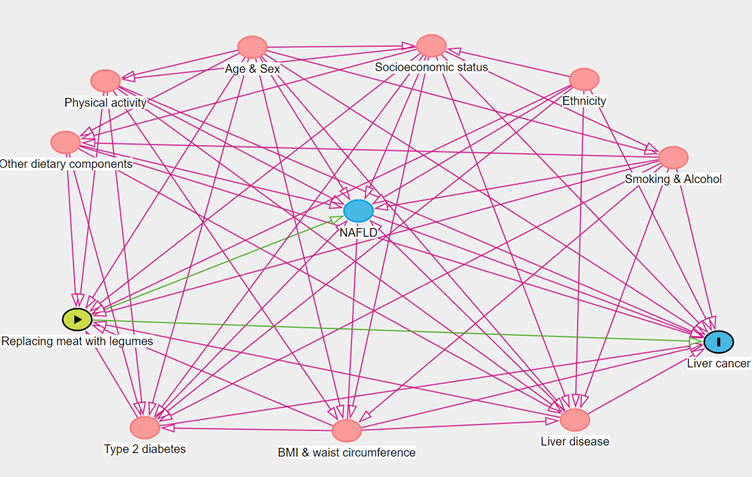 Age & Sex
Socioeconomic status
Physical activity
Ethnicity
Other dietary components
Smoking & Alcohol
NAFLD
Replacing meat with legumes
Liver cancer
Type 2 diabetes
BMI & waist circumference
Liver disease